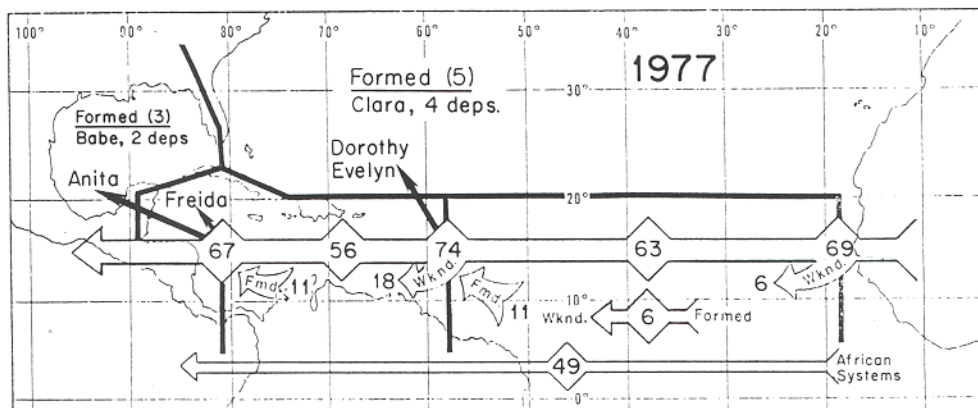 100° 90° 80° 70° 60° 50° 40° 30° 20° 10°
1977
Formed (5)
Clara, 4 deps.
30°
Formed (3)
Babe, 2 deps
Dorothy
Evelyn
Anita
Freida
20°
67 56 74 63 69
Wknd.
18
Wknd.
6
Fmd.
11
Fmd
11
10°
Wknd.
6
Formed
49
African
Systems
0°